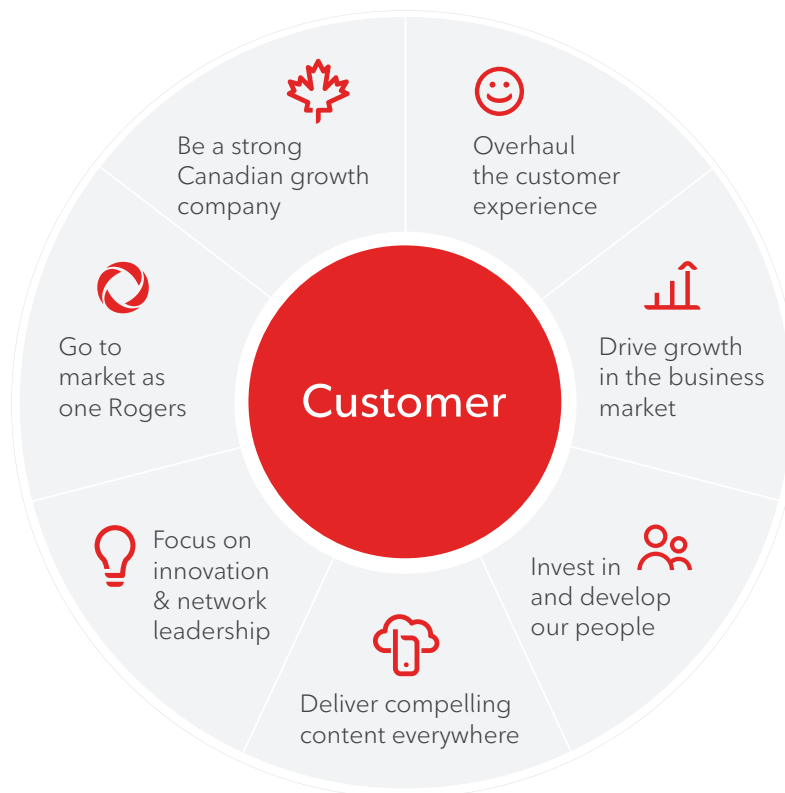 Be a strong
Canadian growth
company
Overhaul
the customer
experience
Drive growth
in the business
market
Invest in
and develop
our people
Deliver compelling
content everywhere
Focus on
innovation
& network
leadership
Go to
market as
one Rogers
Customer